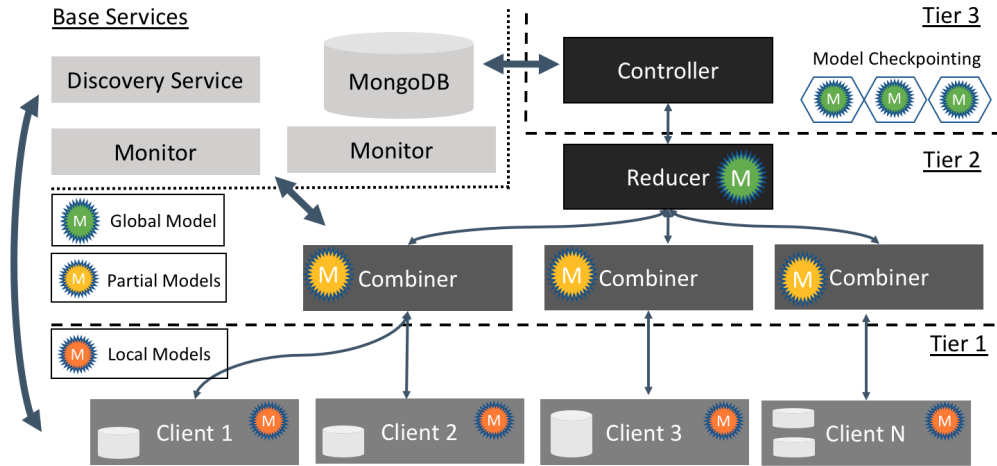 Base Services
Tier 3
Discovery Service
MongoDB
Controller
Model Checkpointing
M
M
M
Monitor
Monitor
Tier 2
Reducer
M
M
Global Model
M
Partial Models
M
Combiner
M
Combiner
M
Combiner
Tier 1
M
Local Models
Client 1
M
Client 2
M
Client 3
M
Client N
M